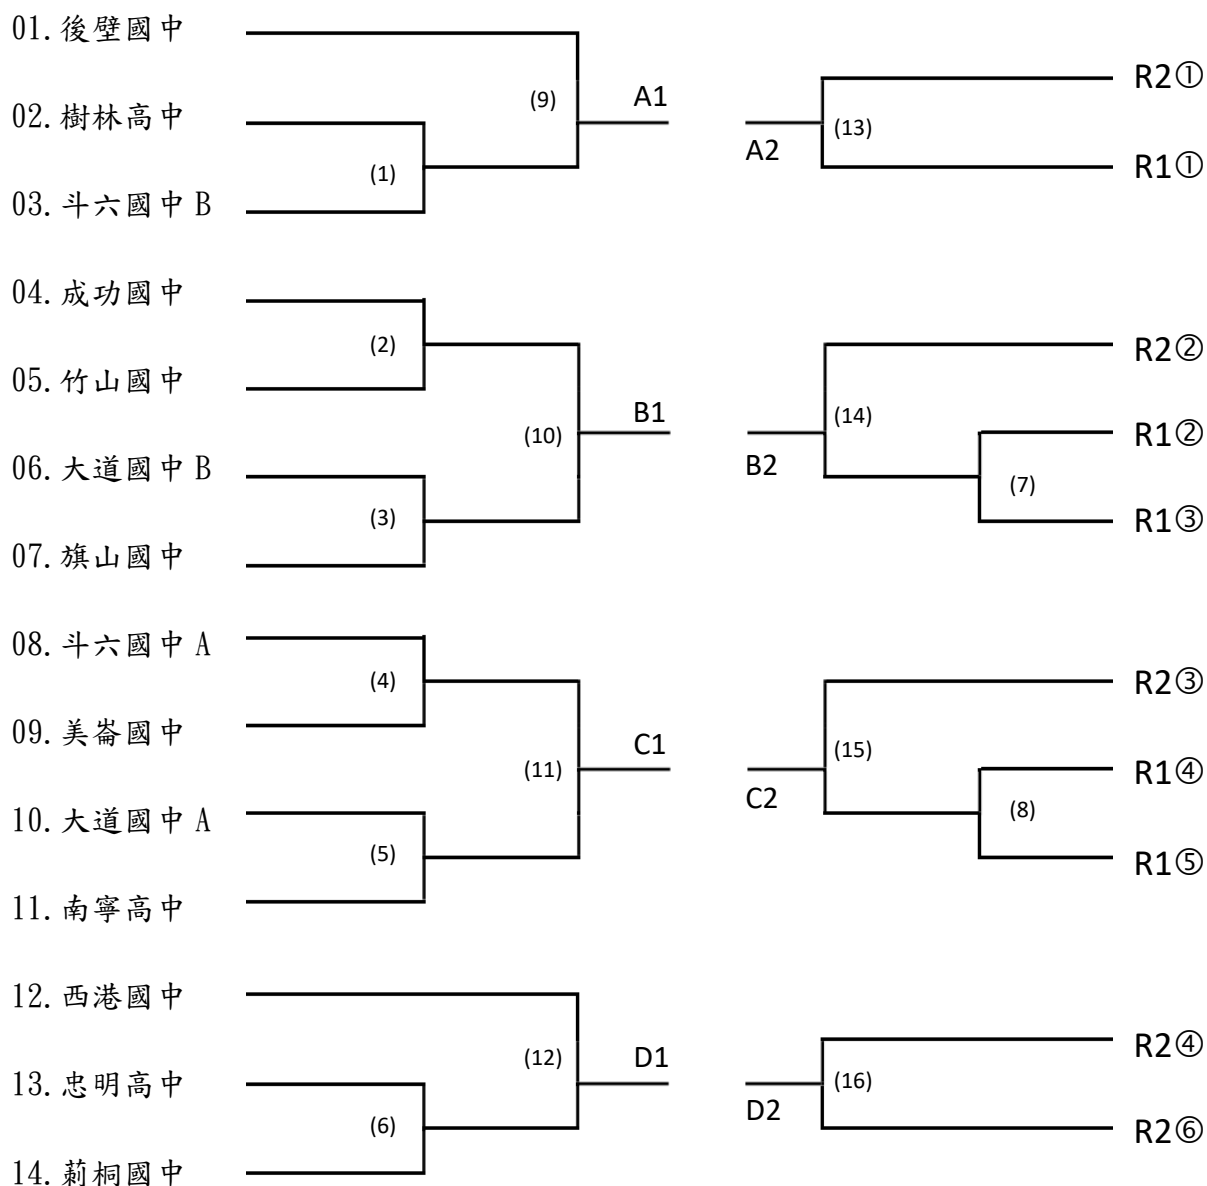 01.後壁國中
R2①
(9)
A1
02.樹林高中
(13)
A2
R1①
(1)
03.斗六國中 B
04.成功國中
(2)
R2②
05.竹山國中
B1
(14)
R1②
(10)
06.大道國中 B
B2
(7)
(3)
R1③
07.旗山國中
08.斗六國中 A
(4)
R2③
09.美崙國中
C1
(15)
R1④
(11)
C2
(8)
10.大道國中 A
(5)
R1⑤
11.南寧高中
12.西港國中
R2④
(12)
D1
13.忠明高中
(16)
D2
(6)
R2⑥
14.莿桐國中